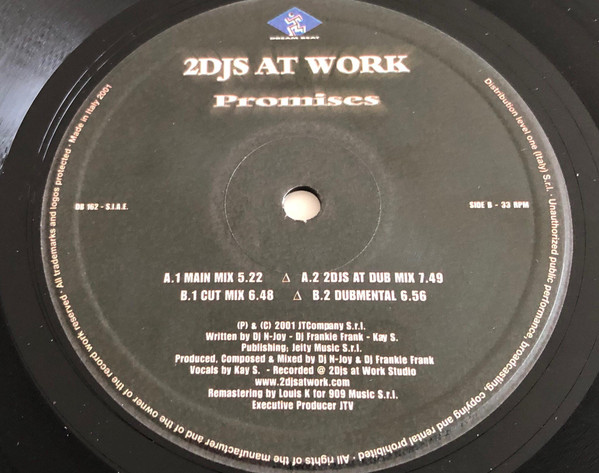 DREAM BEAT
2DJS AT WORK
Promises
DB 162 - S.I.A.E.
SIDE B - 33 RPM
A.1 MAIN MIX 5.22 Δ A.2 2DJS AT DUB MIX 7.49
B.1 CUT MIX 6.48 Δ B.2 DUBMENTAL 6.56
(P) & (C) 2001 JTCompany S.r.l.
Written by Dj N-Joy - Dj Frankie Frank - Kay S.
Publishing: Jeity Music S.r.l.
Produced, Composed & Mixed by Dj N-Joy & Dj Frankie Frank
Vocals by Kay S. - Recorded @ 2Djs at Work Studio
www.2djsatwork.com
Remastering by Louis K for 909 Music S.r.l.
Executive Producer JTV
Distribution level one (Italy) S.r.l. - Unauthorized public performance, broadcasting, copying and rental prohibited - All rights of the manufacturer and of the owner of the record work reserved - All trademarks and logos protected - Made in Italy 2001